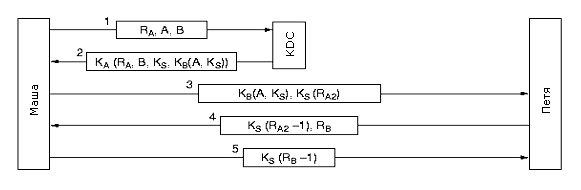 1
R_A, A, B
KDC
2
K_A (R_A, B, K_S, K_B(A, K_S))
3
K_B(A, K_S), K_S (R_A2)
4
K_S (R_A2 –1), R_B
5
K_S (R_B –1)
Маша
Петя